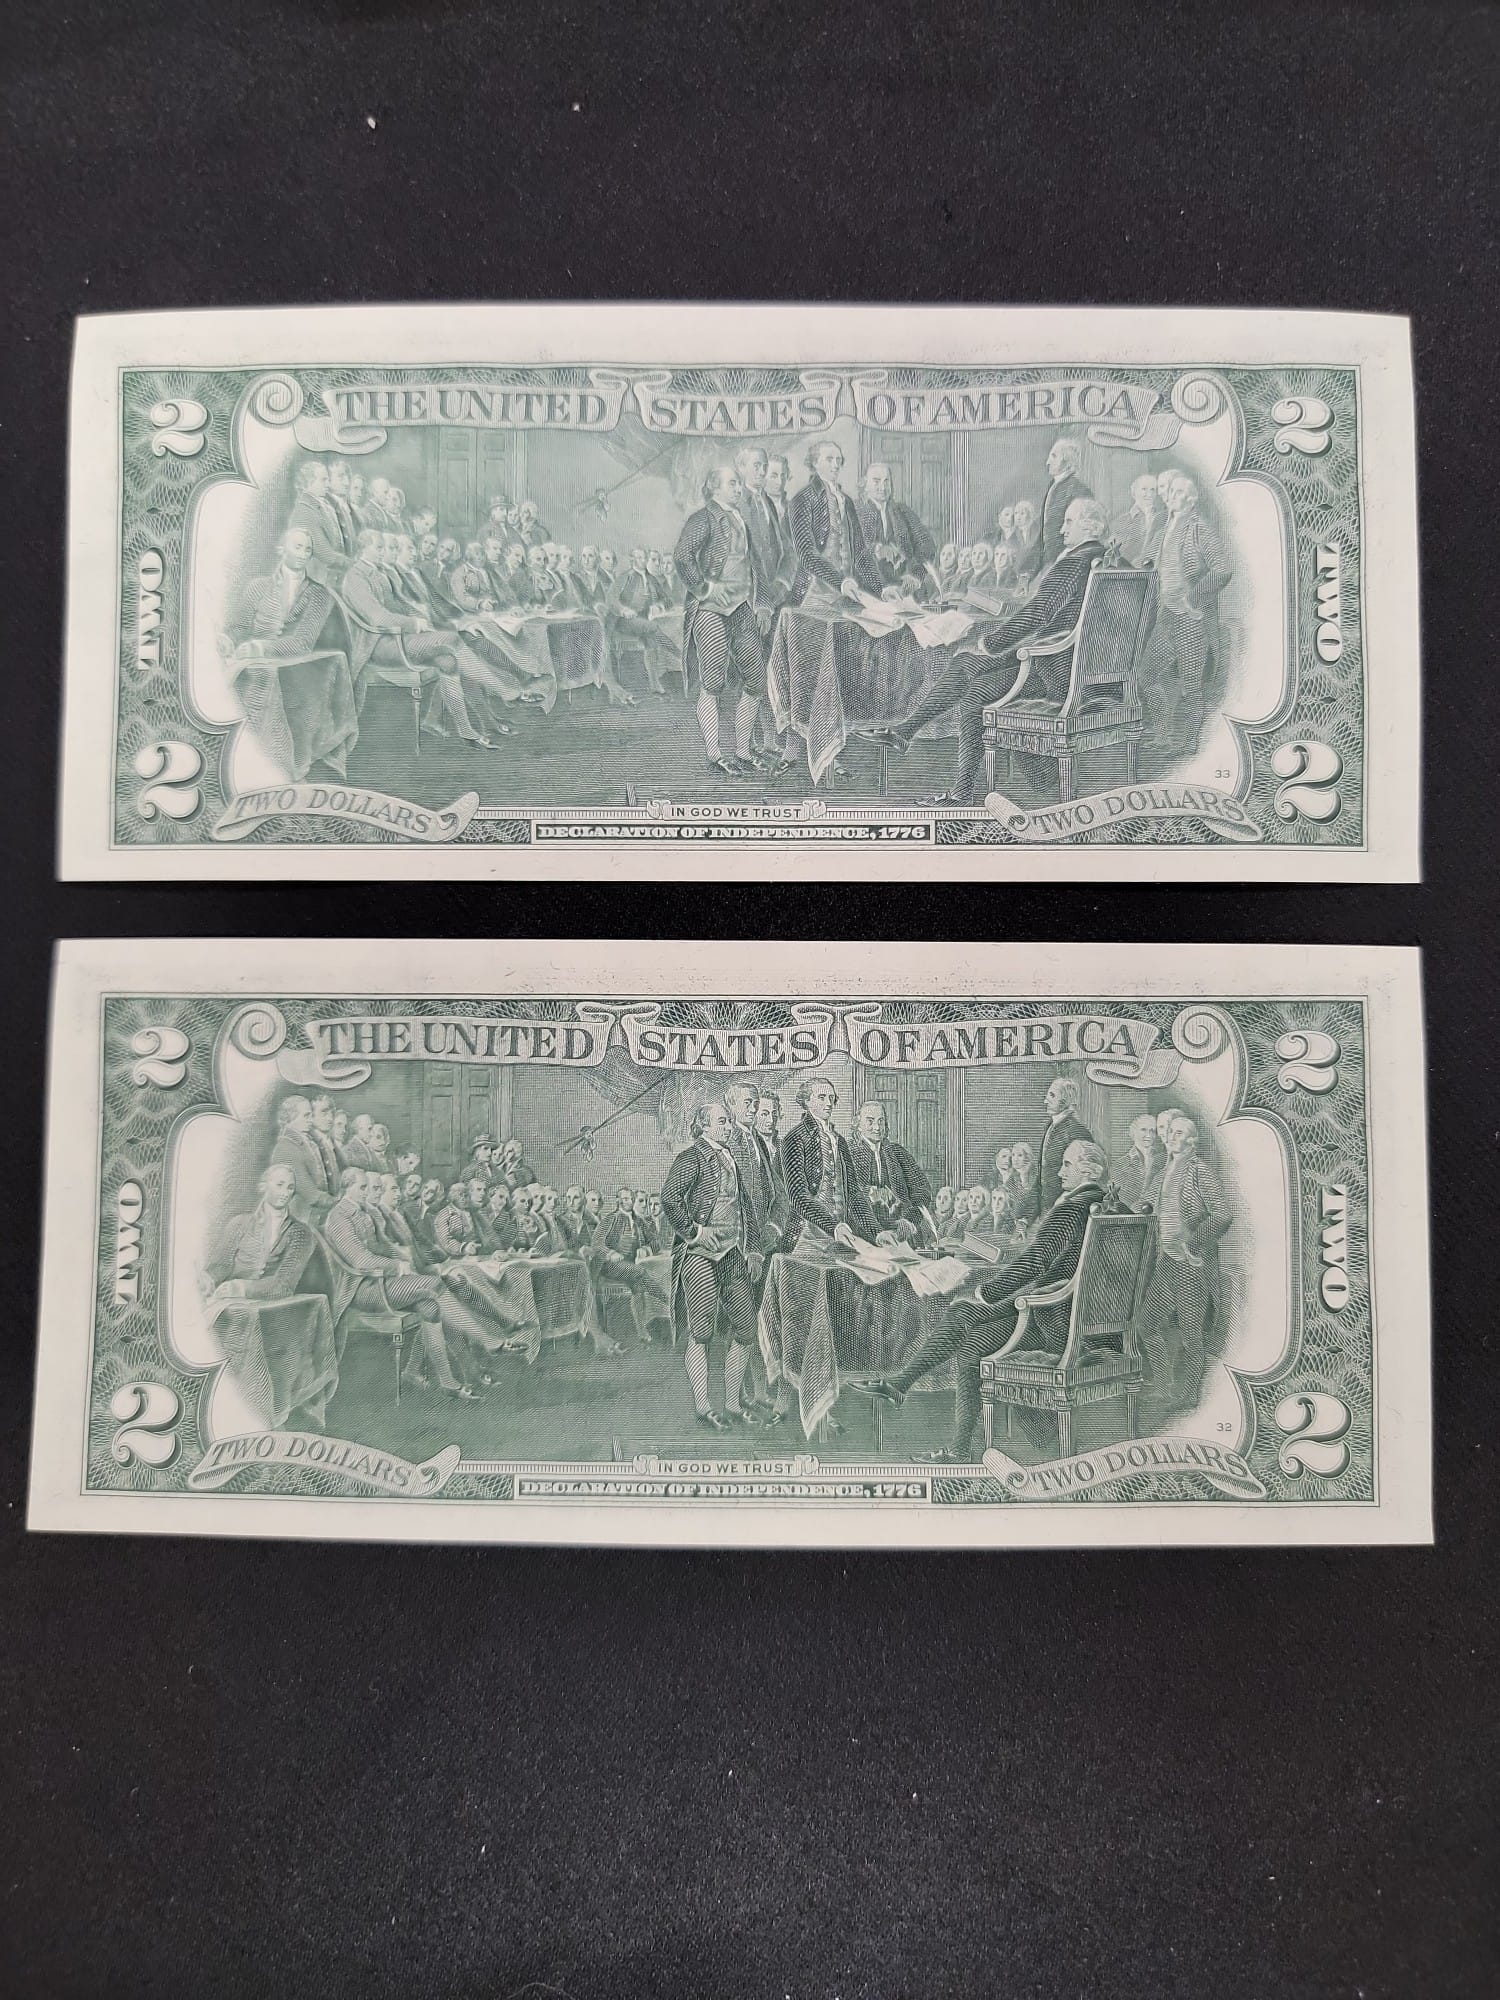 2 THE UNITED STATES OF AMERICA 2
TWO TWO
33
2 TWO DOLLARS IN GOD WE TRUST TWO DOLLARS 2
DECLARATION OF INDEPENDENCE, 1776
2 THE UNITED STATES OF AMERICA 2
TWO TWO
32
2 TWO DOLLARS IN GOD WE TRUST TWO DOLLARS 2
DECLARATION OF INDEPENDENCE, 1776